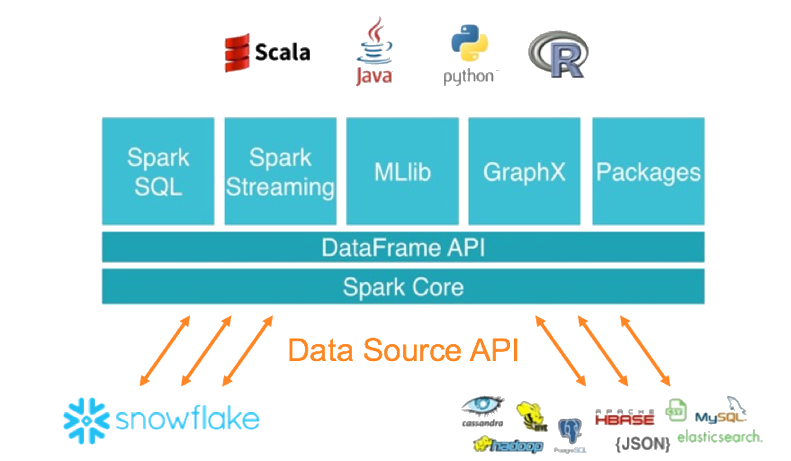 Scala
Java
python
R
Spark
SQL
Spark
Streaming
MLlib
GraphX
Packages
DataFrame API
Spark Core
Data Source API
snowflake
cassandra
HIVE
PostgreSQL
APACHE
HBASE
CSV
MySQL
hadoop
{JSON}
elasticsearch.